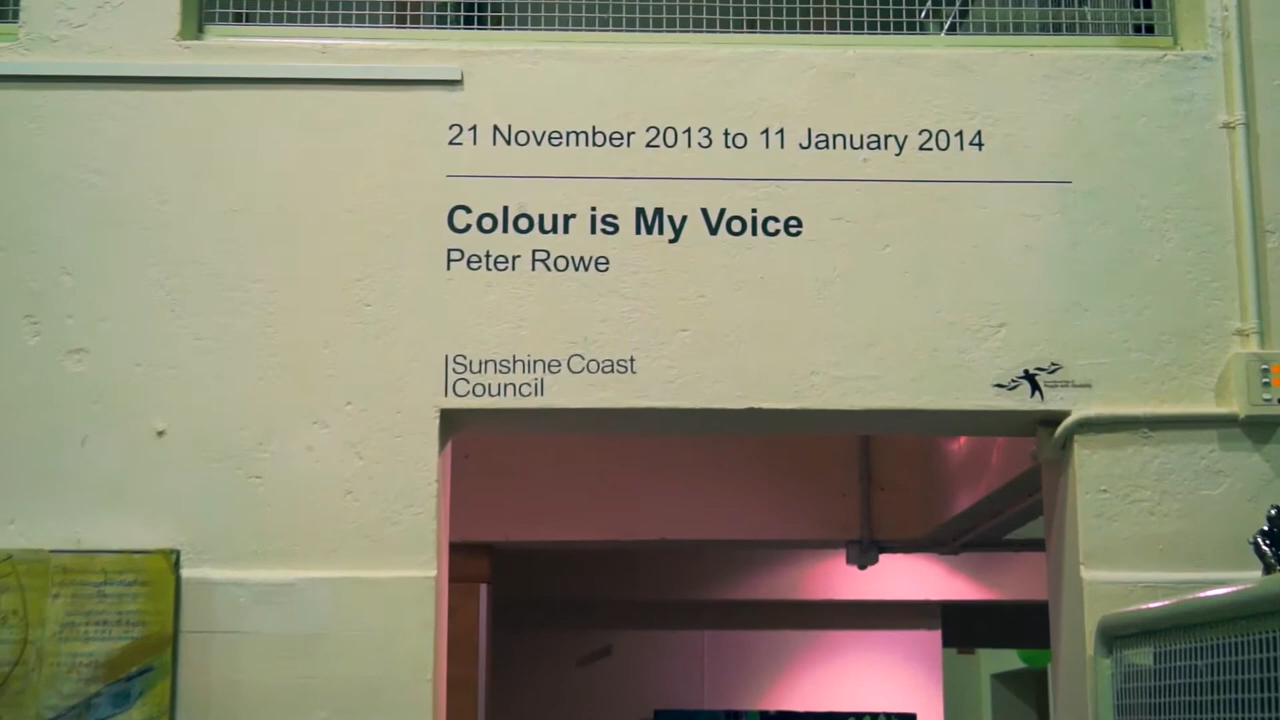 21 November 2013 to 11 January 2014
Colour is My Voice
Peter Rowe
Sunshine Coast
Council